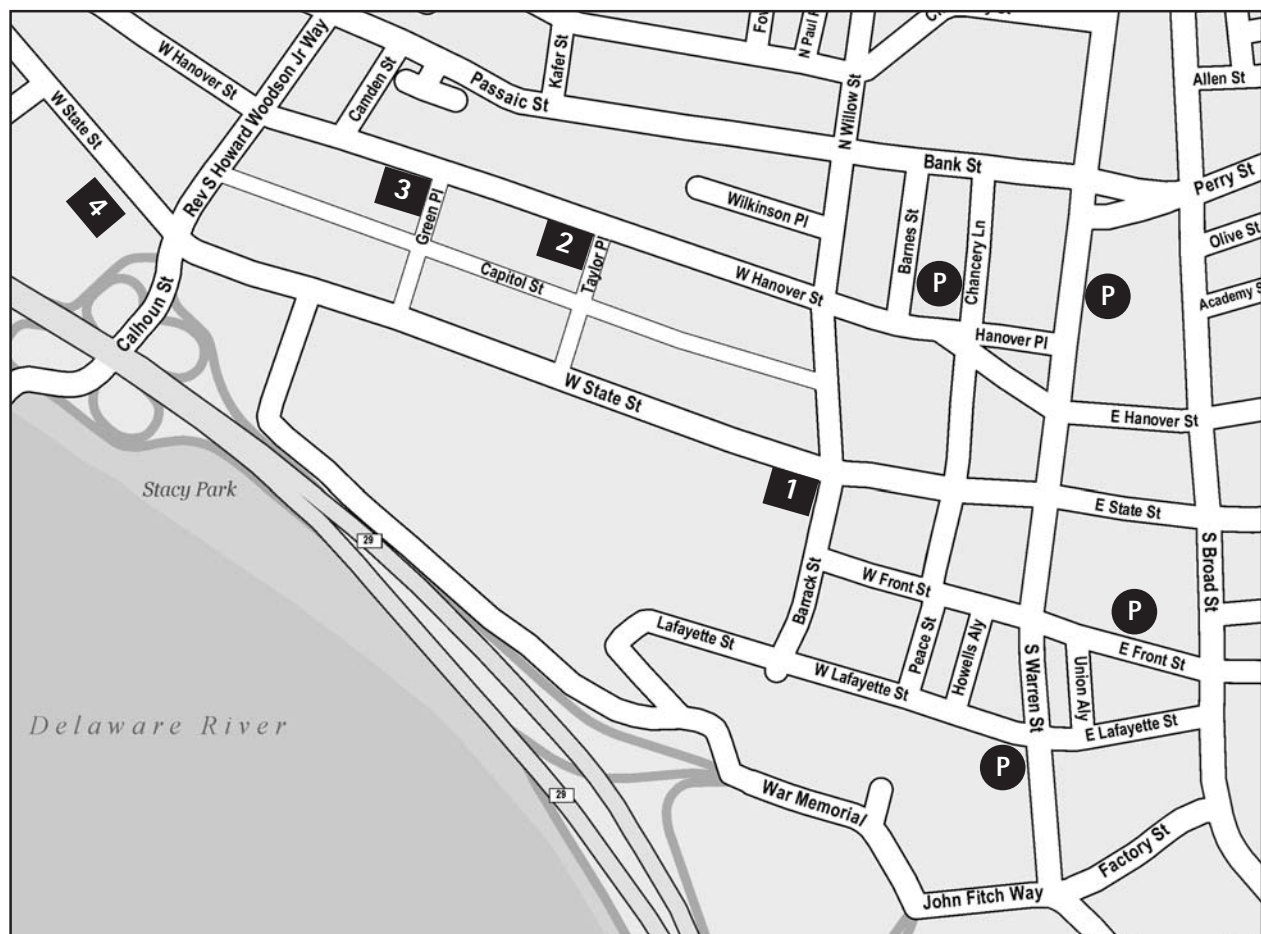 W Hanover St
Rev S Howard Woodson Jr Way
Camden St
Passaic St
Kafer St
N Willow St
Allen St
W State St
4
3
Green Pl
2
Taylor Pl
Capitol St
Wilkinson Pl
Bank St
Barnes St
Chancery Ln
Perry St
Olive St
P
P
W Hanover St
Hanover Pl
Calhoun St
W State St
E Hanover St
Stacy Park
1
E State St
29
Barrack St
W Front St
S Broad St
P
Lafayette St
Peace St
Howells Aly
S Warren St
Union Aly
E Front St
W Lafayette St
E Lafayette St
Delaware River
P
29
War Memorial
Factory St
John Fitch Way